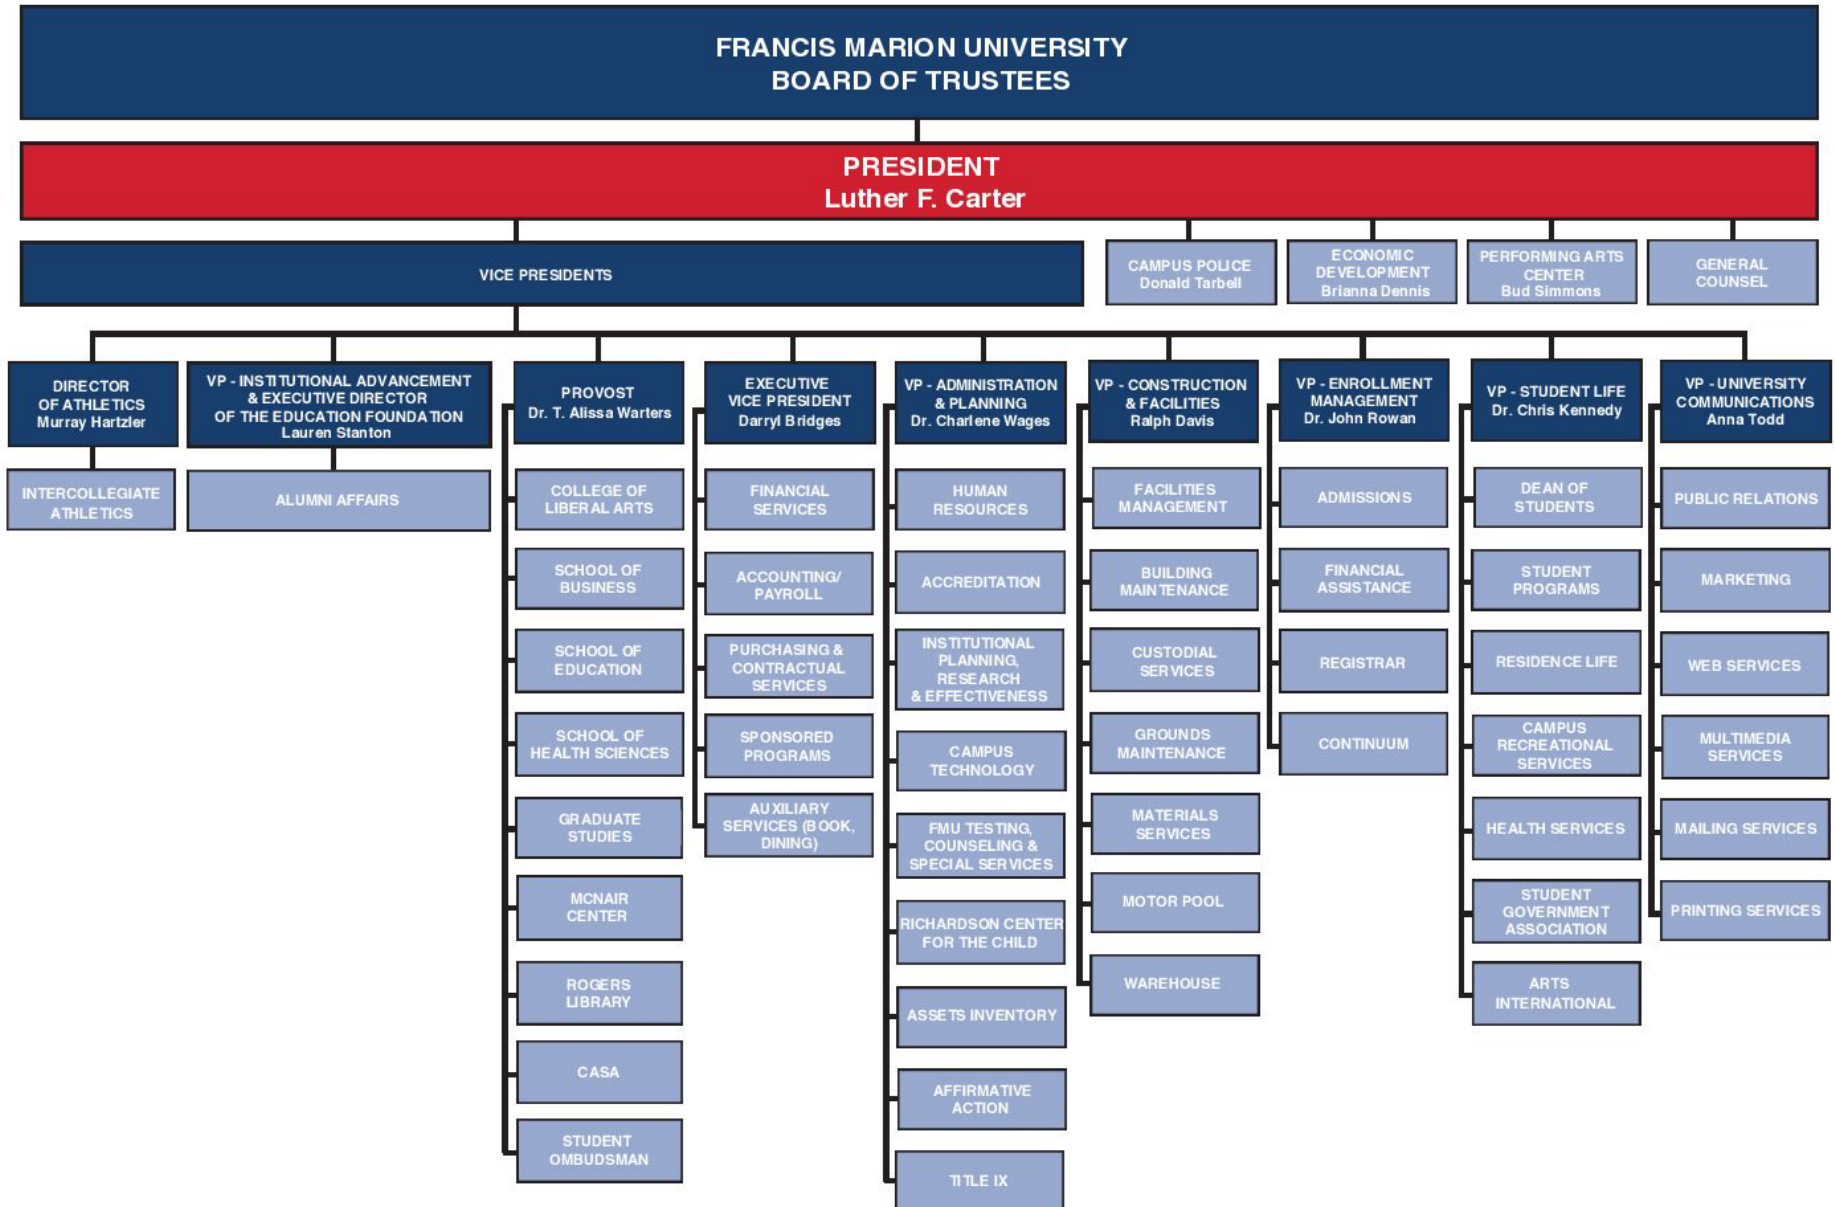 FRANCIS MARION UNIVERSITY
BOARD OF TRUSTEES
PRESIDENT
Luther F. Carter
VICE PRESIDENTS
CAMPUS POLICE
Donald Tarbell
ECONOMIC
DEVELOPMENT
Brianna Dennis
PERFORMING ARTS
CENTER
Bud Simmons
GENERAL
COUNSEL
DIRECTOR
OF ATHLETICS
Murray Hartzler
VP - INSTITUTIONAL ADVANCEMENT
& EXECUTIVE DIRECTOR
OF THE EDUCATION FOUNDATION
Lauren Stanton
PROVOST
Dr. T. Alissa Warters
EXECUTIVE
VICE PRESIDENT
Darryl Bridges
VP - ADMINISTRATION
& PLANNING
Dr. Charlene Wages
VP - CONSTRUCTION
& FACILITIES
Ralph Davis
VP - ENROLLMENT
MANAGEMENT
Dr. John Rowan
VP - STUDENT LIFE
Dr. Chris Kennedy
VP - UNIVERSITY
COMMUNICATIONS
Anna Todd
INTERCOLLEGIATE
ATHLETICS
ALUMNI AFFAIRS
COLLEGE OF
LIBERAL ARTS
SCHOOL OF
BUSINESS
SCHOOL OF
EDUCATION
SCHOOL OF
HEALTH SCIENCES
GRADUATE
STUDIES
MCNAIR
CENTER
ROGERS
LIBRARY
CASA
STUDENT
OMBUDSMAN
FINANCIAL
SERVICES
ACCOUNTING/
PAYROLL
PURCHASING &
CONTRACTUAL
SERVICES
SPONSORED
PROGRAMS
AUXILIARY
SERVICES (BOOK,
DINING)
HUMAN
RESOURCES
ACCREDITATION
INSTITUTIONAL
PLANNING,
RESEARCH
& EFFECTIVENESS
CAMPUS
TECHNOLOGY
FMU TESTING,
COUNSELING &
SPECIAL SERVICES
RICHARDSON CENTER
FOR THE CHILD
ASSETS INVENTORY
AFFIRMATIVE
ACTION
TITLE IX
FACILITIES
MANAGEMENT
BUILDING
MAINTENANCE
CUSTODIAL
SERVICES
GROUNDS
MAINTENANCE
MATERIALS
SERVICES
MOTOR POOL
WAREHOUSE
ADMISSIONS
FINANCIAL
ASSISTANCE
REGISTRAR
CONTINUUM
DEAN OF
STUDENTS
STUDENT
PROGRAMS
RESIDENCE LIFE
CAMPUS
RECREATIONAL
SERVICES
HEALTH SERVICES
STUDENT
GOVERNMENT
ASSOCIATION
ARTS
INTERNATIONAL
PUBLIC RELATIONS
MARKETING
WEB SERVICES
MULTIMEDIA
SERVICES
MAILING SERVICES
PRINTING SERVICES